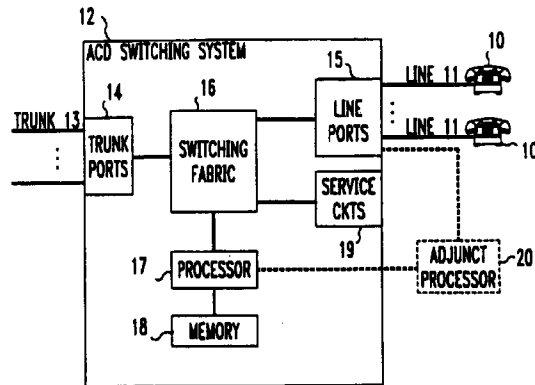 12
ACD SWITCHING SYSTEM
10
15
LINE 11
14
16
TRUNK 13
LINE
PORTS
TRUNK
PORTS
SWITCHING
FABRIC
LINE 11
10
SERVICE
CKTS
19
17
PROCESSOR
ADJUNCT
PROCESSOR
20
18
MEMORY